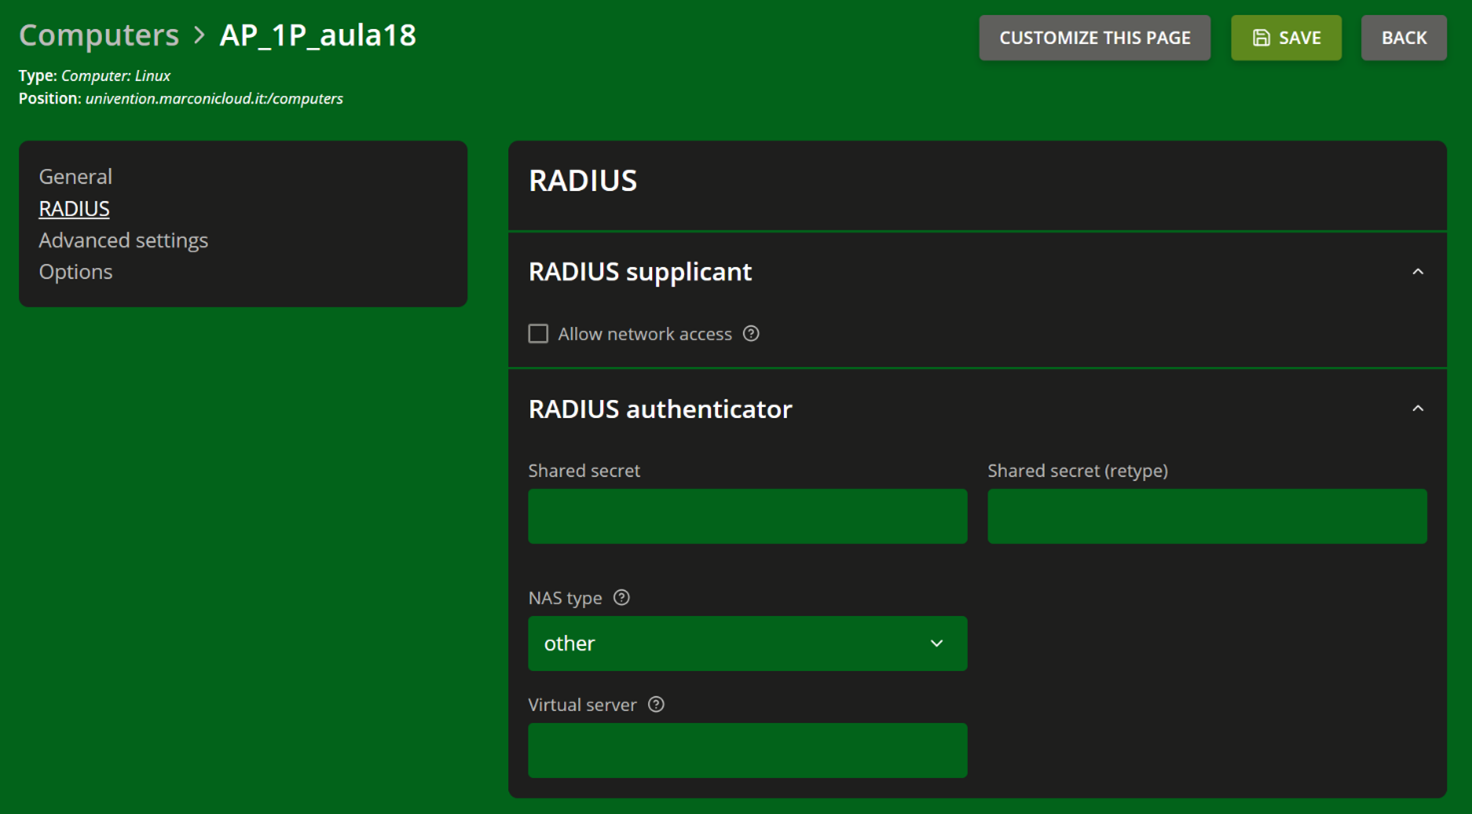 Computers > AP_1P_aula18
CUSTOMIZE THIS PAGE
SAVE
BACK
Type: Computer: Linux
Position: univention.marconicloud.it:/computers
General
RADIUS
Advanced settings
Options
RADIUS
RADIUS supplicant
Allow network access ?
RADIUS authenticator
Shared secret
Shared secret (retype)
NAS type ?
other
Virtual server ?